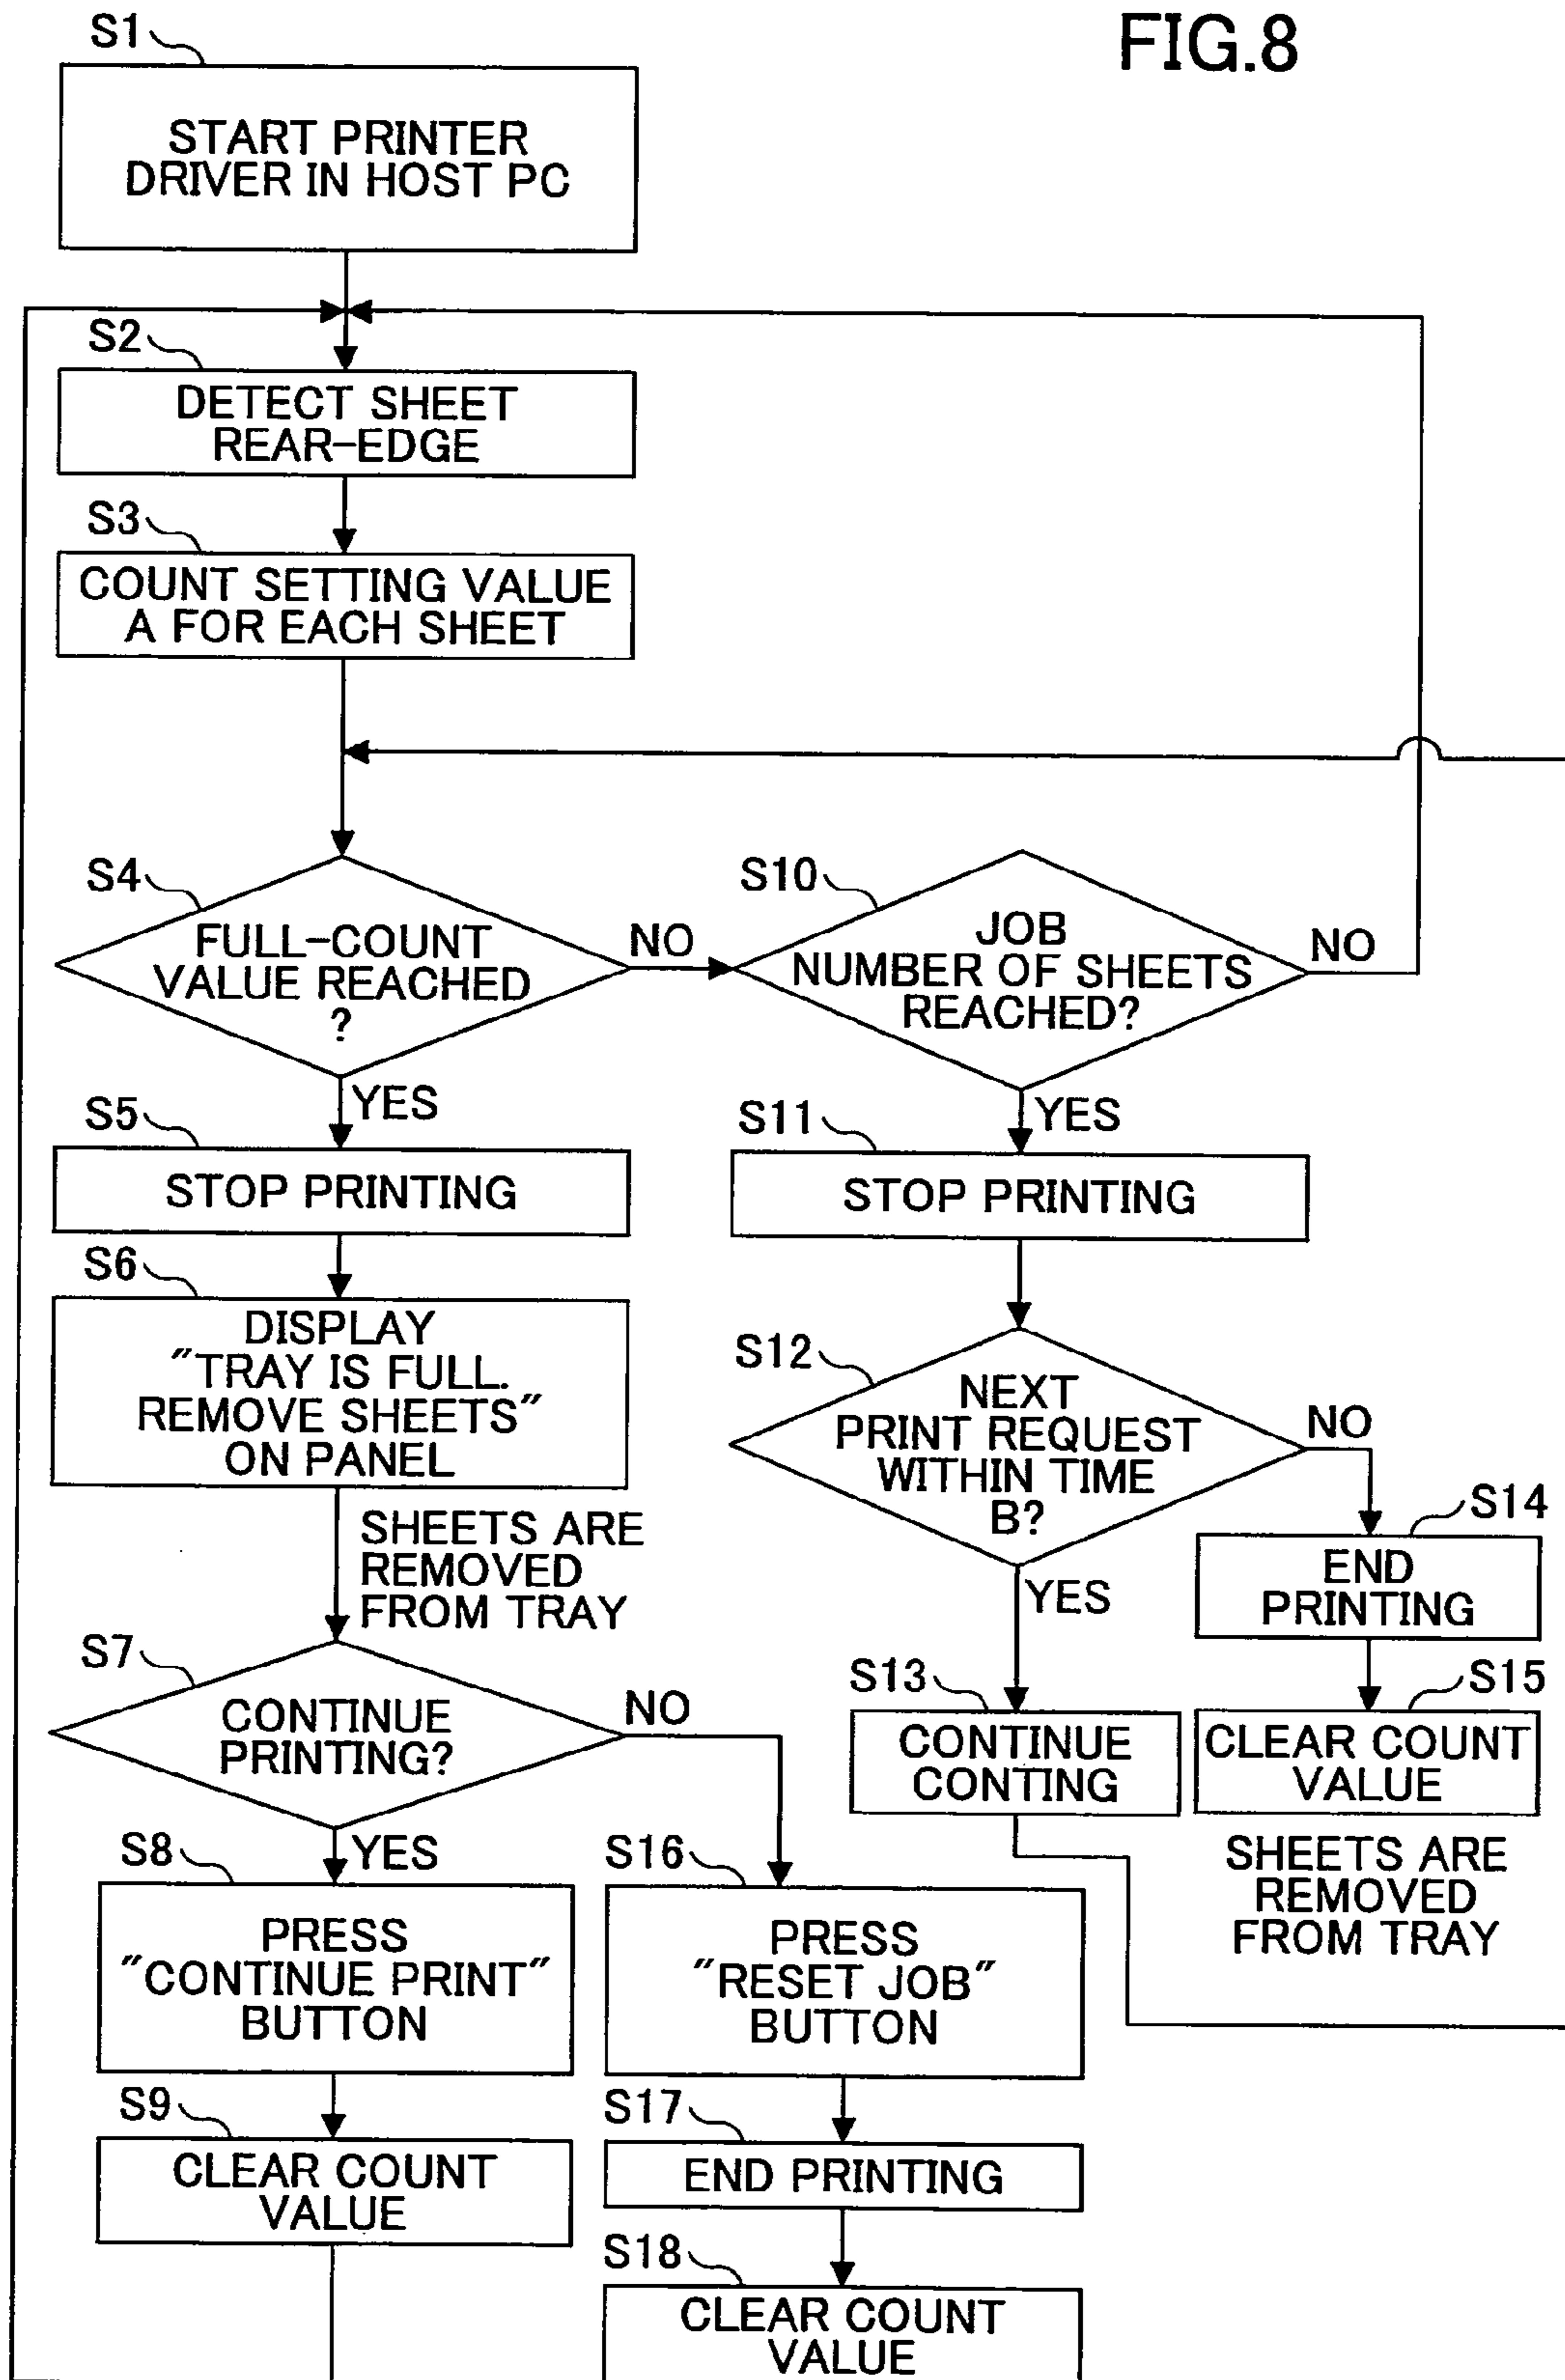 FIG.8
S1
START PRINTER
DRIVER IN HOST PC
S2
DETECT SHEET
REAR-EDGE
S3
COUNT SETTING VALUE
A FOR EACH SHEET
S4
FULL-COUNT
VALUE REACHED
?
NO
YES
S10
JOB
NUMBER OF SHEETS
REACHED?
NO
YES
S5
STOP PRINTING
S11
STOP PRINTING
S6
DISPLAY
"TRAY IS FULL.
REMOVE SHEETS"
ON PANEL
SHEETS ARE
REMOVED
FROM TRAY
S12
NEXT
PRINT REQUEST
WITHIN TIME
B?
NO
YES
S14
END
PRINTING
S7
CONTINUE
PRINTING?
NO
YES
S13
CONTINUE
CONTING
S15
CLEAR COUNT
VALUE
SHEETS ARE
REMOVED
FROM TRAY
S8
PRESS
"CONTINUE PRINT"
BUTTON
S16
PRESS
"RESET JOB"
BUTTON
S9
CLEAR COUNT
VALUE
S17
END PRINTING
S18
CLEAR COUNT
VALUE